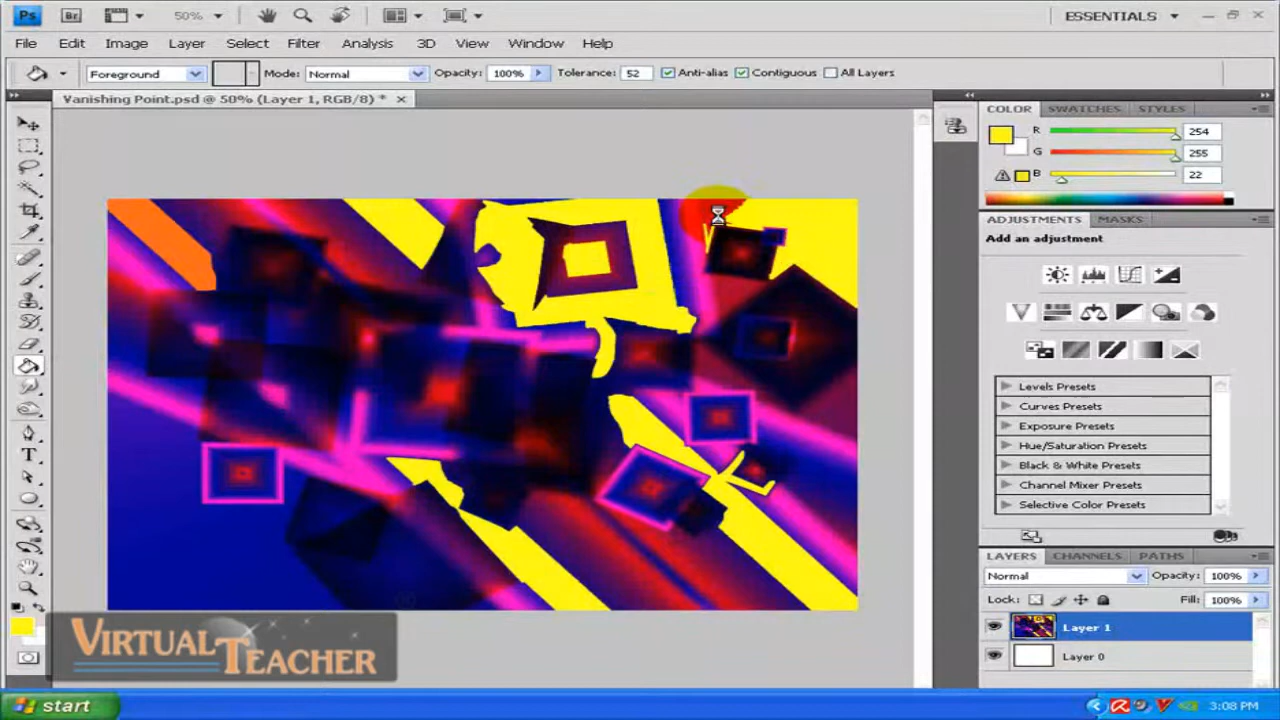 Ps Br 50% ESSENTIALS
File Edit Image Layer Select Filter Analysis 3D View Window Help
Foreground Mode: Normal Opacity: 100% Tolerance: 52 Anti-alias Contiguous All Layers
Vanishing Point.psd @ 50% (Layer 1, RGB/8) *
COLOR SWATCHES STYLES
R 254
G 255
B 22
ADJUSTMENTS MASKS
Add an adjustment
Levels Presets
Curves Presets
Exposure Presets
Hue/Saturation Presets
Black & White Presets
Channel Mixer Presets
Selective Color Presets
LAYERS CHANNELS PATHS
Normal Opacity: 100%
Lock: Fill: 100%
Layer 1
Layer 0
VIRTUAL
TEACHER
start 3:08 PM